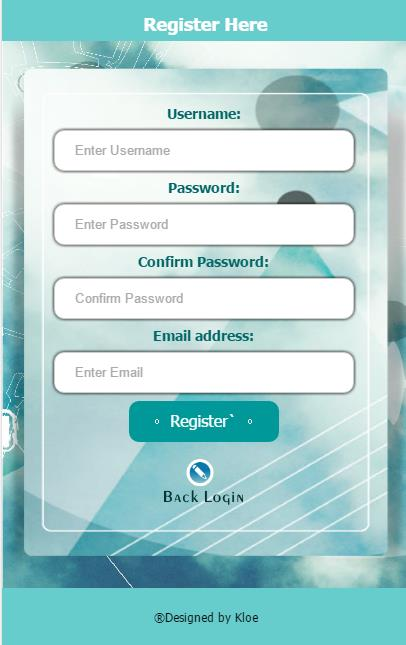 Register Here
Username:
Enter Username
Password:
Enter Password
Confirm Password:
Confirm Password
Email address:
Enter Email
Register`
Back Login
®Designed by Kloe